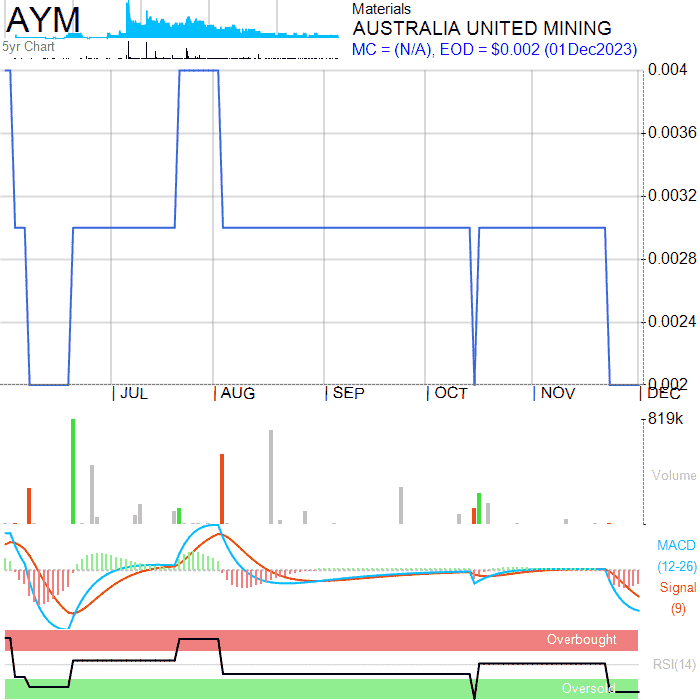 AYM
5yr Chart
Materials
AUSTRALIA UNITED MINING
MC = (N/A), EOD = $0.002 (01Dec2023)
0.004
0.0036
0.0032
0.0028
0.0024
0.002
JUL AUG SEP OCT NOV DEC
819k
Volume
MACD
(12-26)
Signal
(9)
Overbought
RSI(14)
Oversold